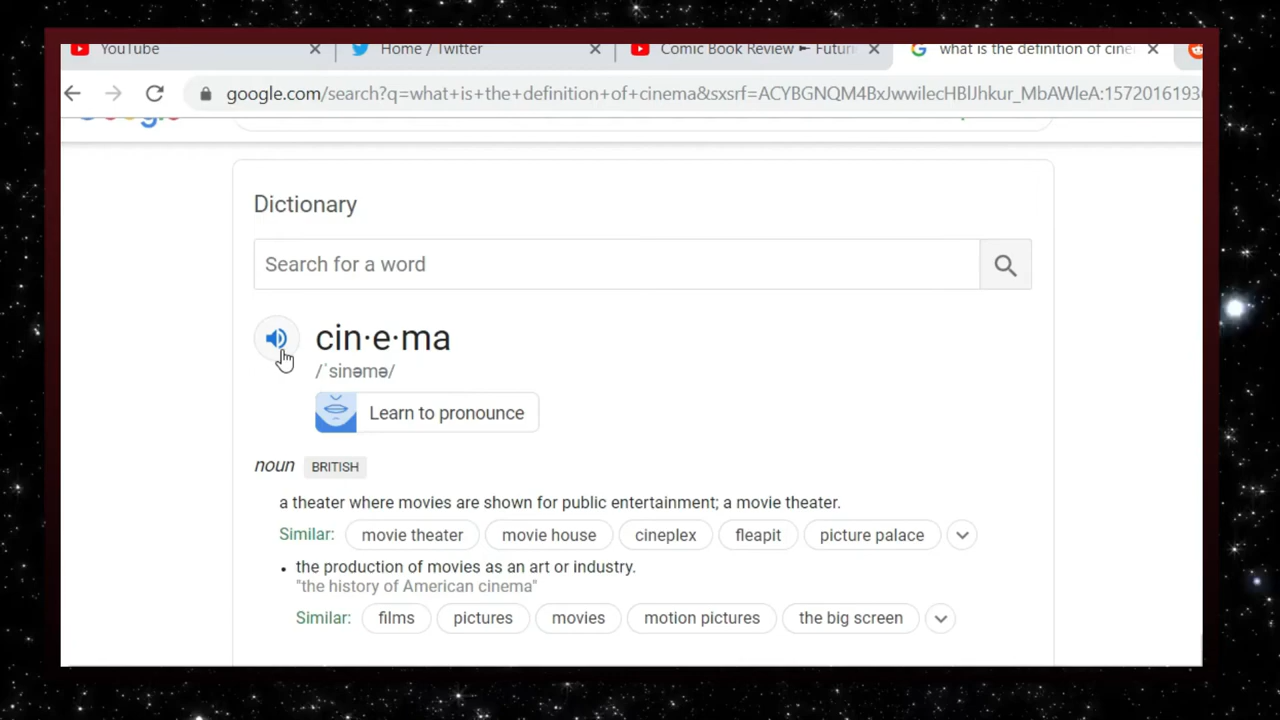 YouTube
Home / Twitter
Comic Book Review ► Futuri
what is the definition of cine
google.com/search?q=what+is+the+definition+of+cinema&sxsrf=ACYBGNQM4BxJwwilecHBlJhkur_MbAWleA:1572016193
Dictionary
Search for a word
cin·e·ma
/ˈsinəmə/
Learn to pronounce
noun BRITISH
a theater where movies are shown for public entertainment; a movie theater.
Similar: movie theater movie house cineplex fleapit picture palace
• the production of movies as an art or industry.
"the history of American cinema"
Similar: films pictures movies motion pictures the big screen